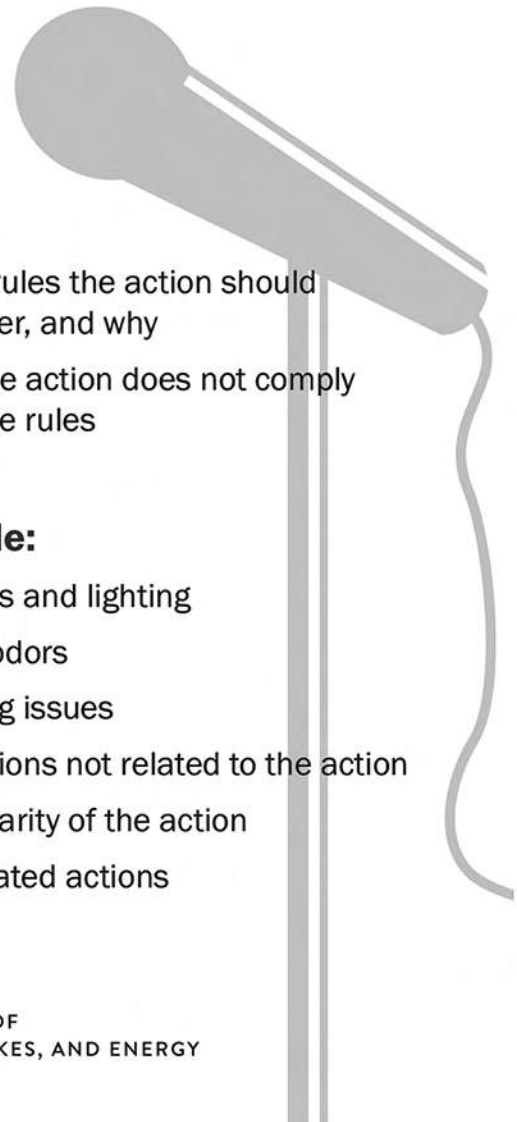 rules the action should
er, and why
e action does not comply
e rules
le:
s and lighting
odors
g issues
ions not related to the action
arity of the action
ated actions
OF
KES, AND ENERGY